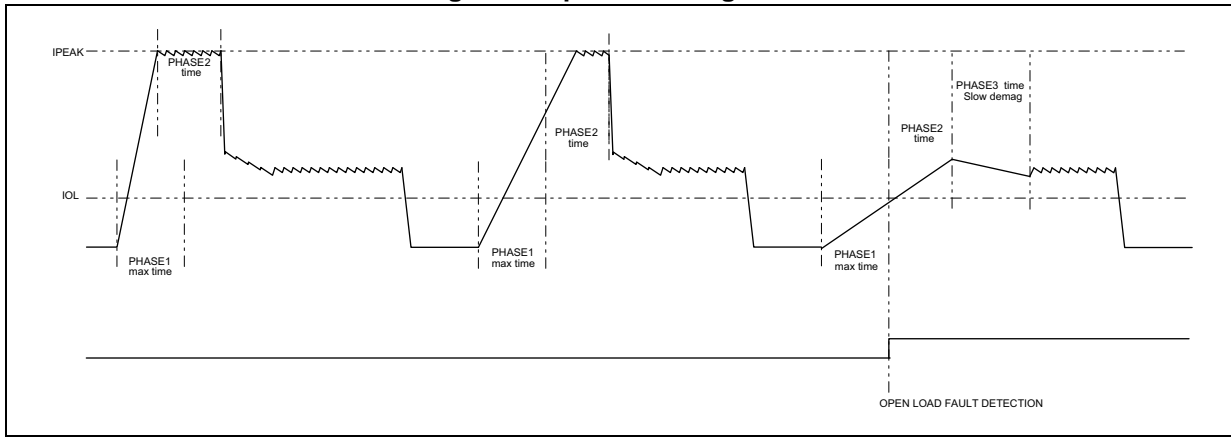 IPEAK
PHASE2
time
PHASE3 time
Slow demag
PHASE2
time
PHASE2
time
IOL
PHASE1
max time
PHASE1
max time
PHASE1
max time
OPEN LOAD FAULT DETECTION